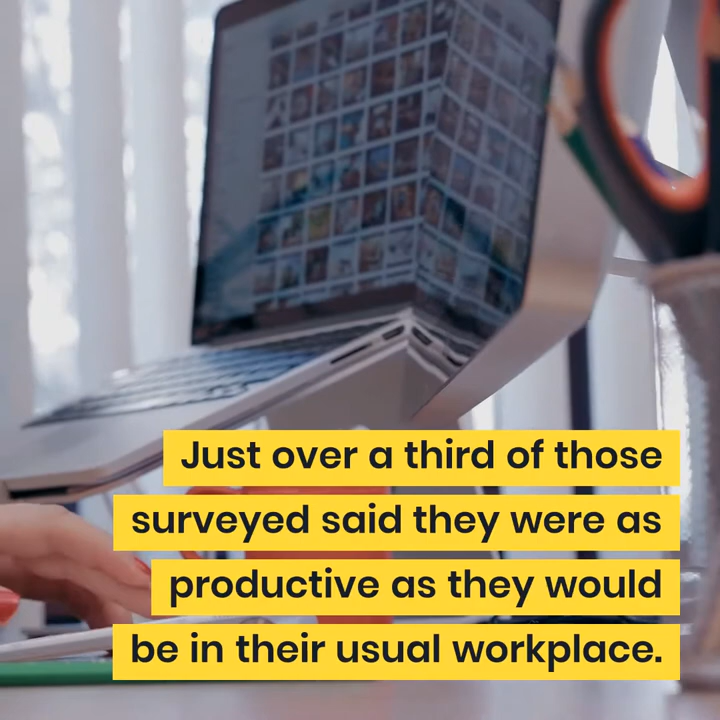 Just over a third of those
surveyed said they were as
productive as they would
be in their usual workplace.